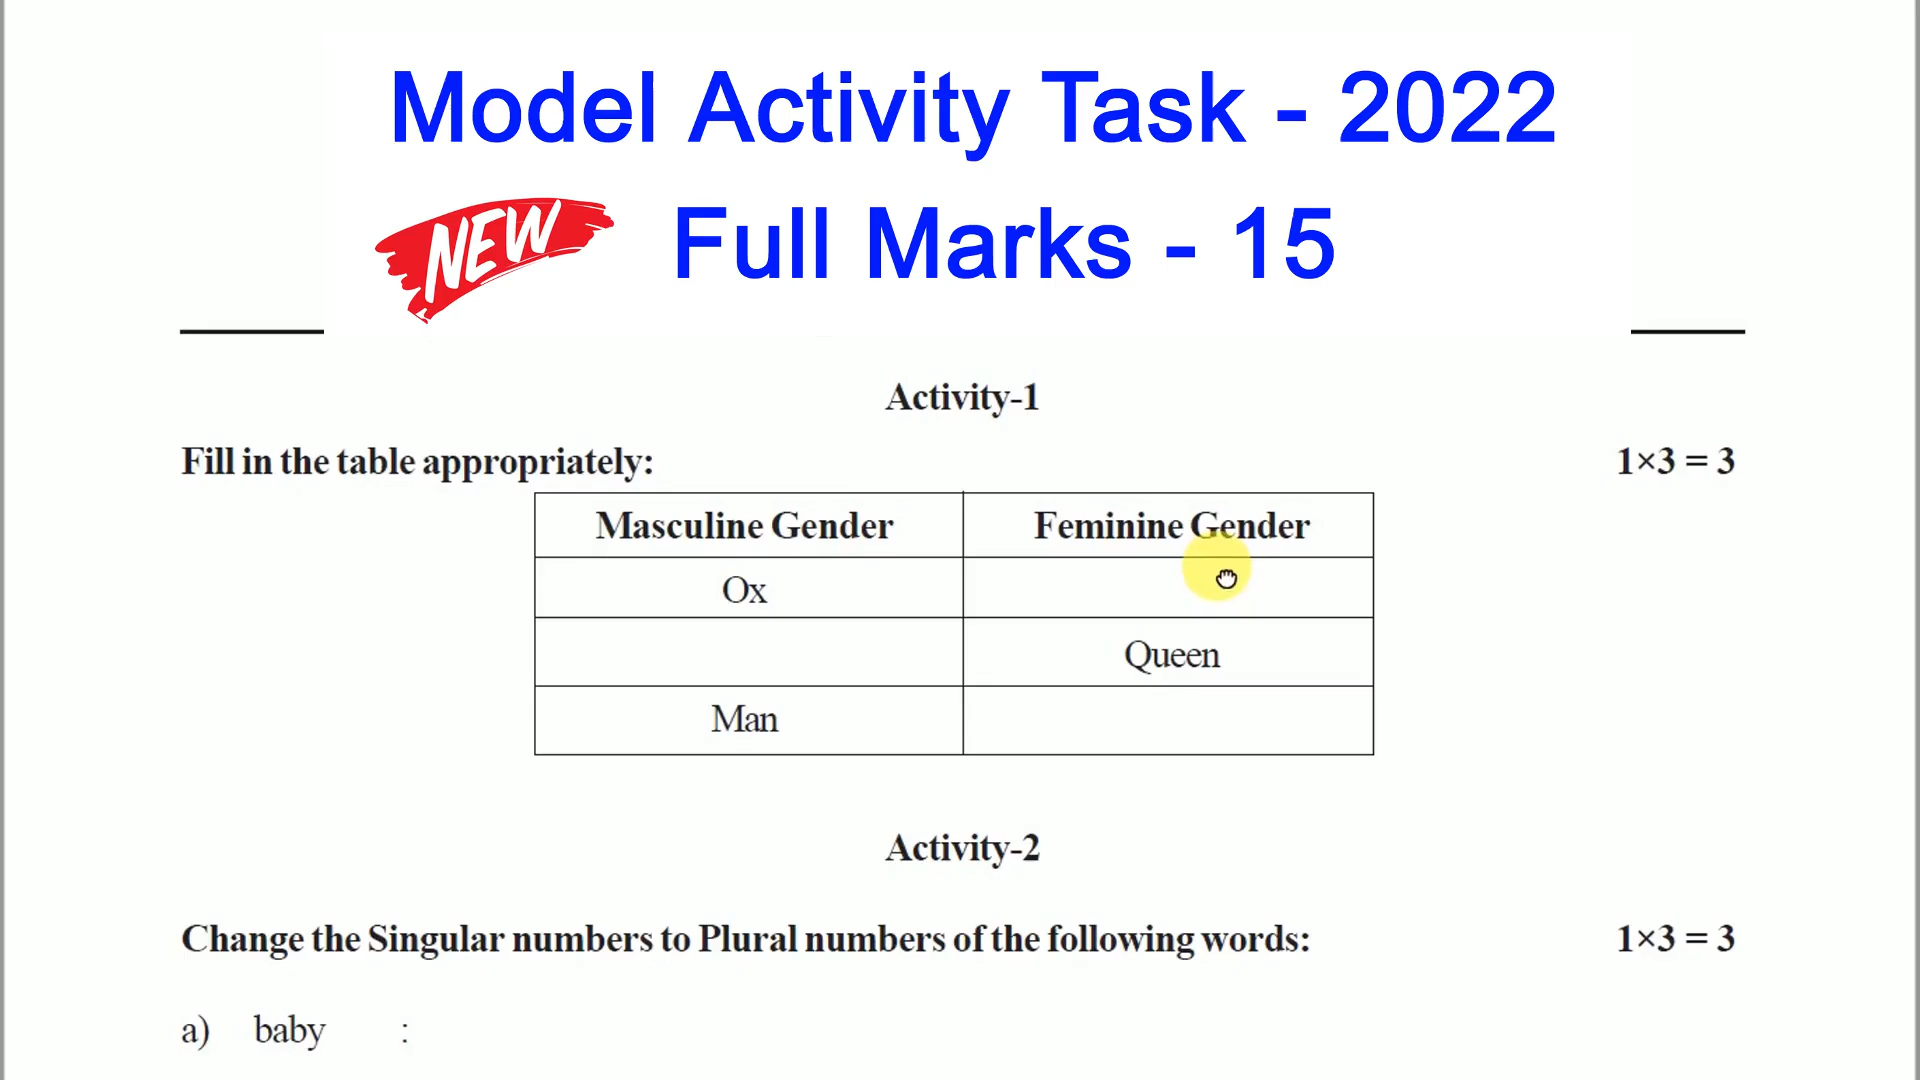 Model Activity Task - 2022
NEW Full Marks - 15
Activity-1
Fill in the table appropriately: 1×3 = 3
Masculine Gender Feminine Gender
Ox
Queen
Man
Activity-2
Change the Singular numbers to Plural numbers of the following words: 1×3 = 3
a) baby :